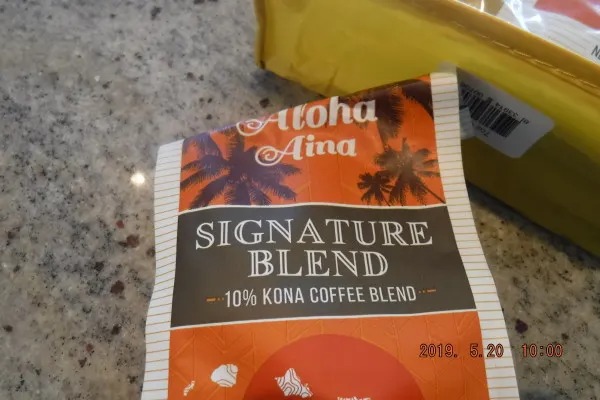 Aloha
Aina
SIGNATURE
BLEND
10% KONA COFFEE BLEND
2019. 5.20 10:00